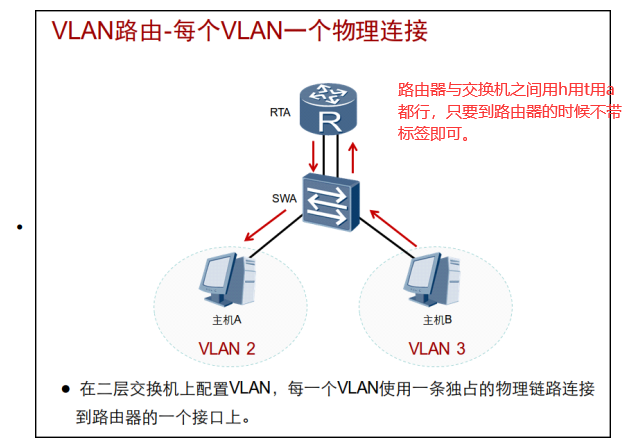 VLAN路由-每个VLAN一个物理连接
路由器与交换机之间用h用t用a
都行，只要到路由器的时候不带
标签即可。
RTA
R
SWA
主机A
主机B
VLAN 2
VLAN 3
● 在二层交换机上配置VLAN，每一个VLAN使用一条独占的物理链路连接
到路由器的一个接口上。